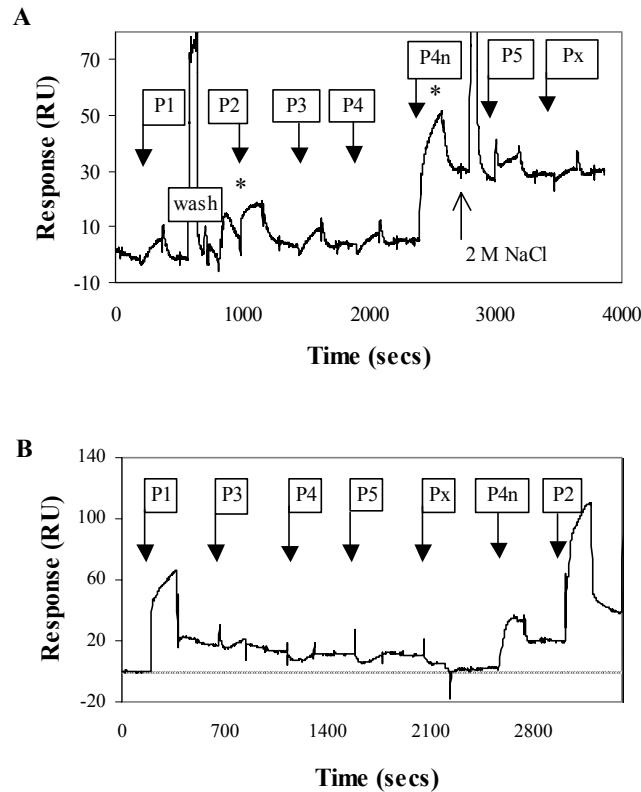 A
Response (RU)
70
50
30
10
-10
P1
P2
P3
P4
P4n
P5
Px
*
*
wash
2 M NaCl
0
1000
2000
3000
4000
Time (secs)
B
Response (RU)
140
100
60
20
-20
P1
P3
P4
P5
Px
P4n
P2
0
700
1400
2100
2800
Time (secs)